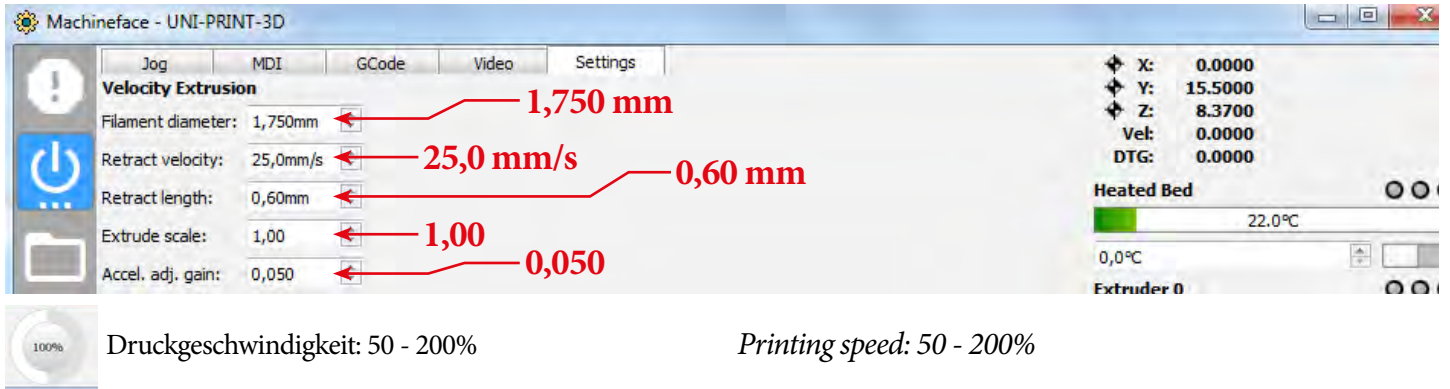 Machineface - UNI-PRINT-3D
Jog MDI GCode Video Settings
Velocity Extrusion
Filament diameter: 1,750mm 1,750 mm
Retract velocity: 25,0mm/s 25,0 mm/s
Retract length: 0,60mm 0,60 mm
Extrude scale: 1,00 1,00
Accel. adj. gain: 0,050 0,050
X: 0.0000
Y: 15.5000
Z: 8.3700
Vel: 0.0000
DTG: 0.0000
Heated Bed
22.0°C
0,0°C
Extruder 0
100% Druckgeschwindigkeit: 50 - 200% Printing speed: 50 - 200%